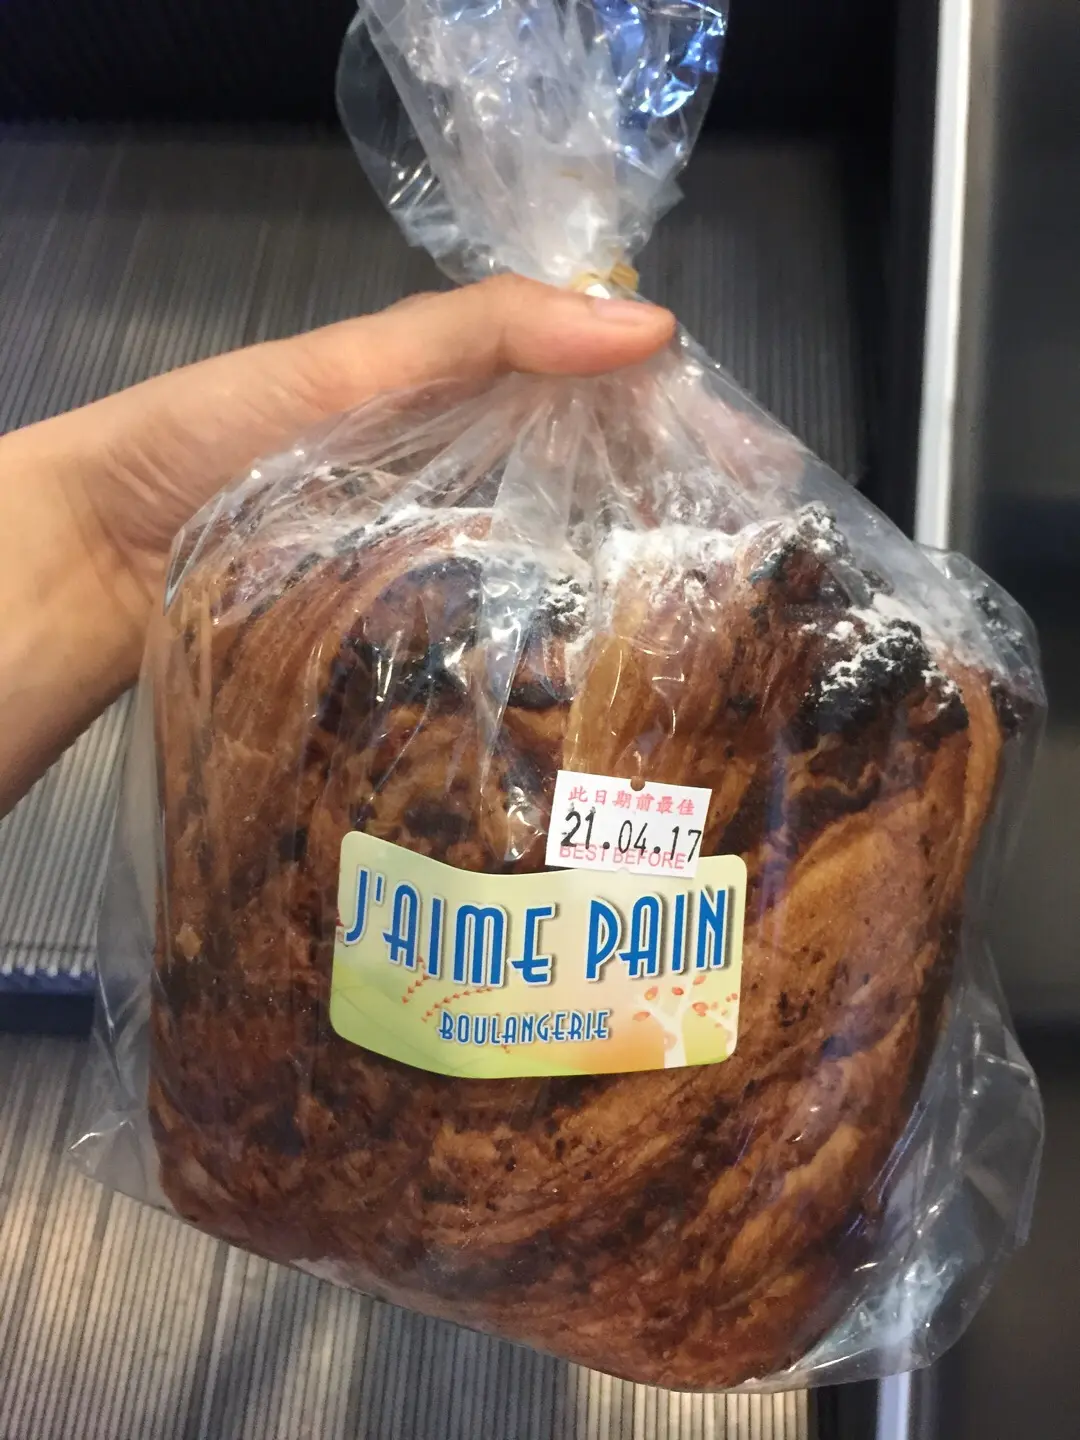 此日期前最佳
21.04.17
BEST BEFORE
J'AIME PAIN
BOULANGERIE